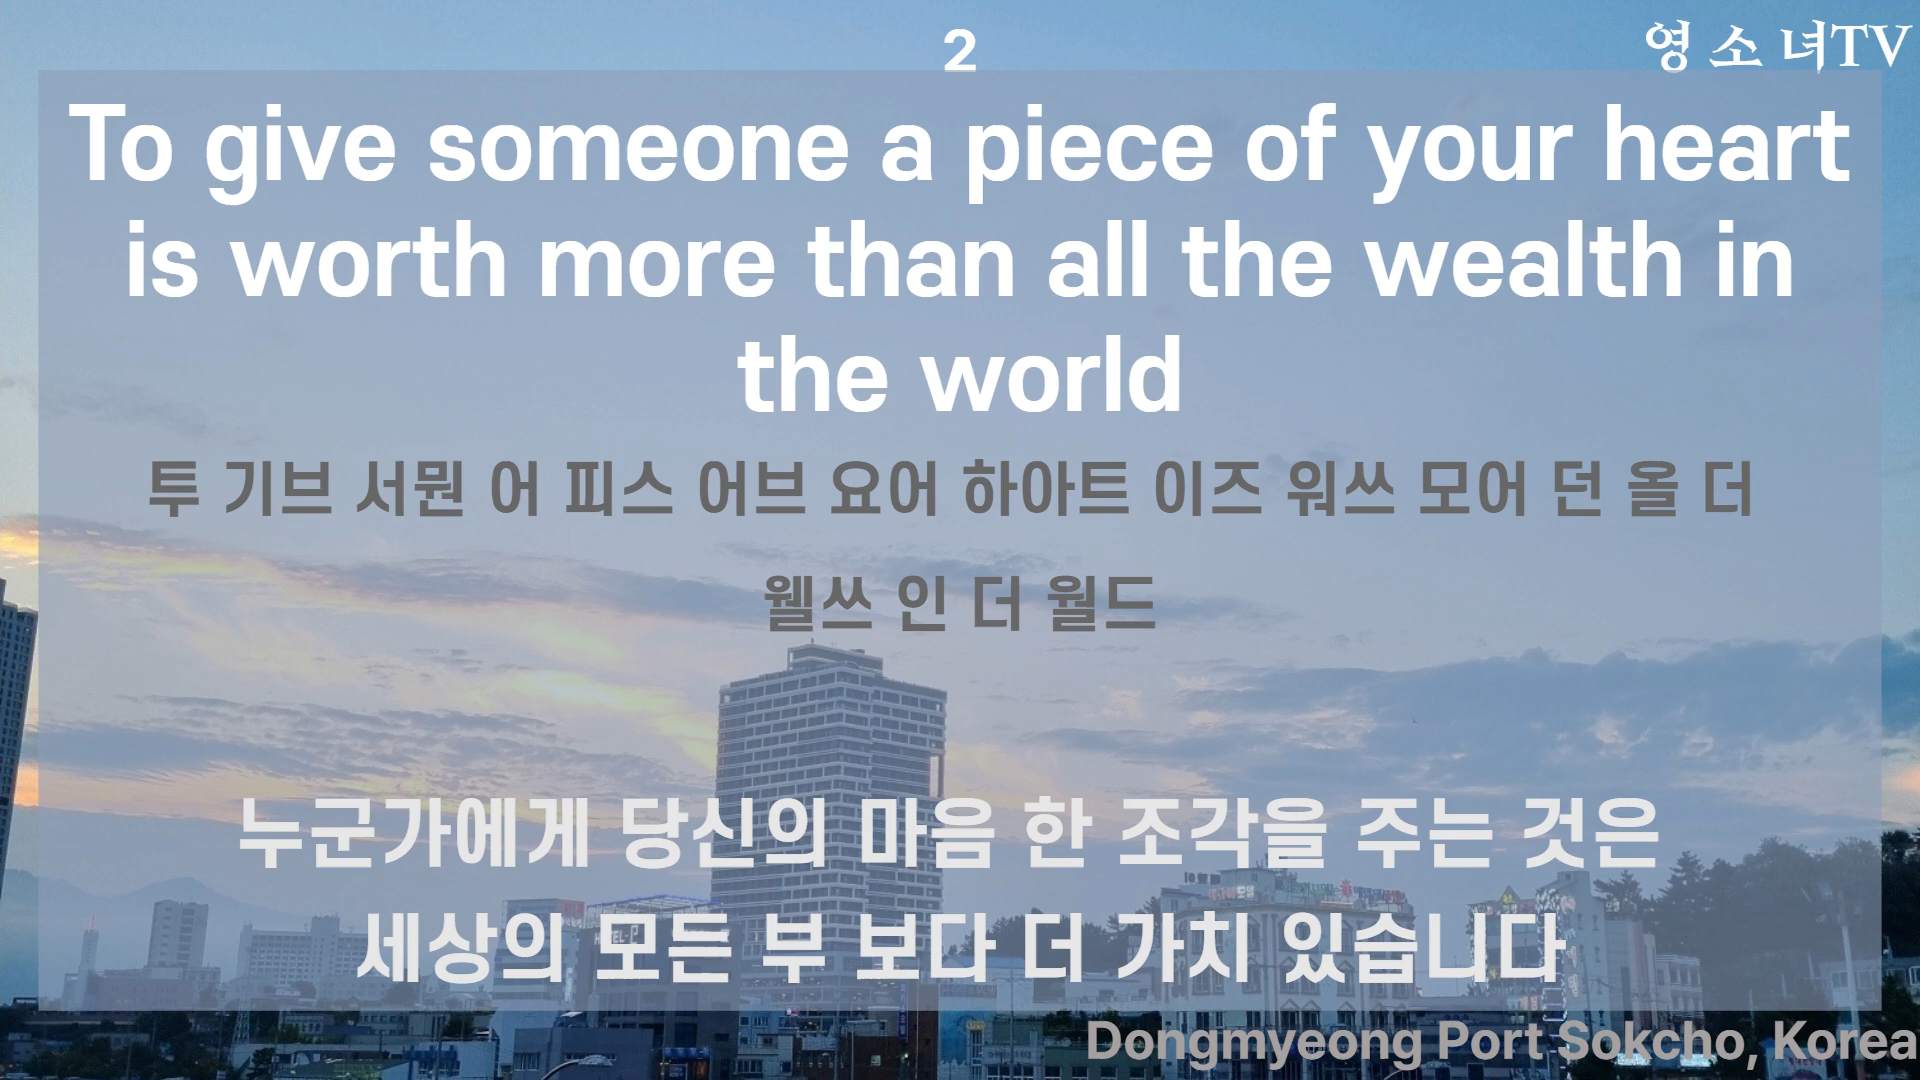 2
영 소 녀TV
To give someone a piece of your heart
is worth more than all the wealth in
the world
투 기브 서뭔 어 피스 어브 요어 하아트 이즈 워쓰 모어 던 올 더
웰쓰 인 더 월드
누군가에게 당신의 마음 한 조각을 주는 것은
세상의 모든 부 보다 더 가치 있습니다
Dongmyeong Port Sokcho, Korea